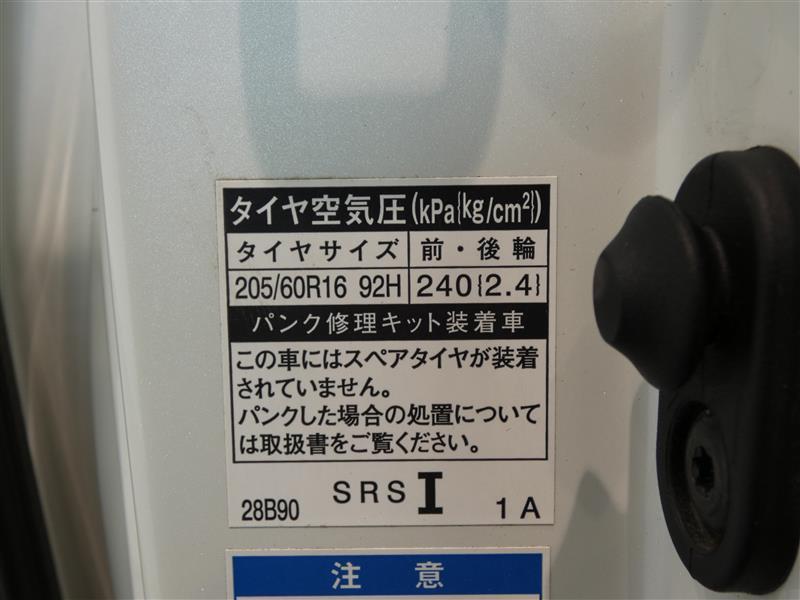 タイヤ空気圧(kPa{kg/cm²})
タイヤサイズ 前・後輪
205/60R16 92H 240{2.4}
パンク修理キット装着車
この車にはスペアタイヤが装着
されていません。
パンクした場合の処置について
は取扱書をご覧ください。
28B90 SRS I 1A
注意